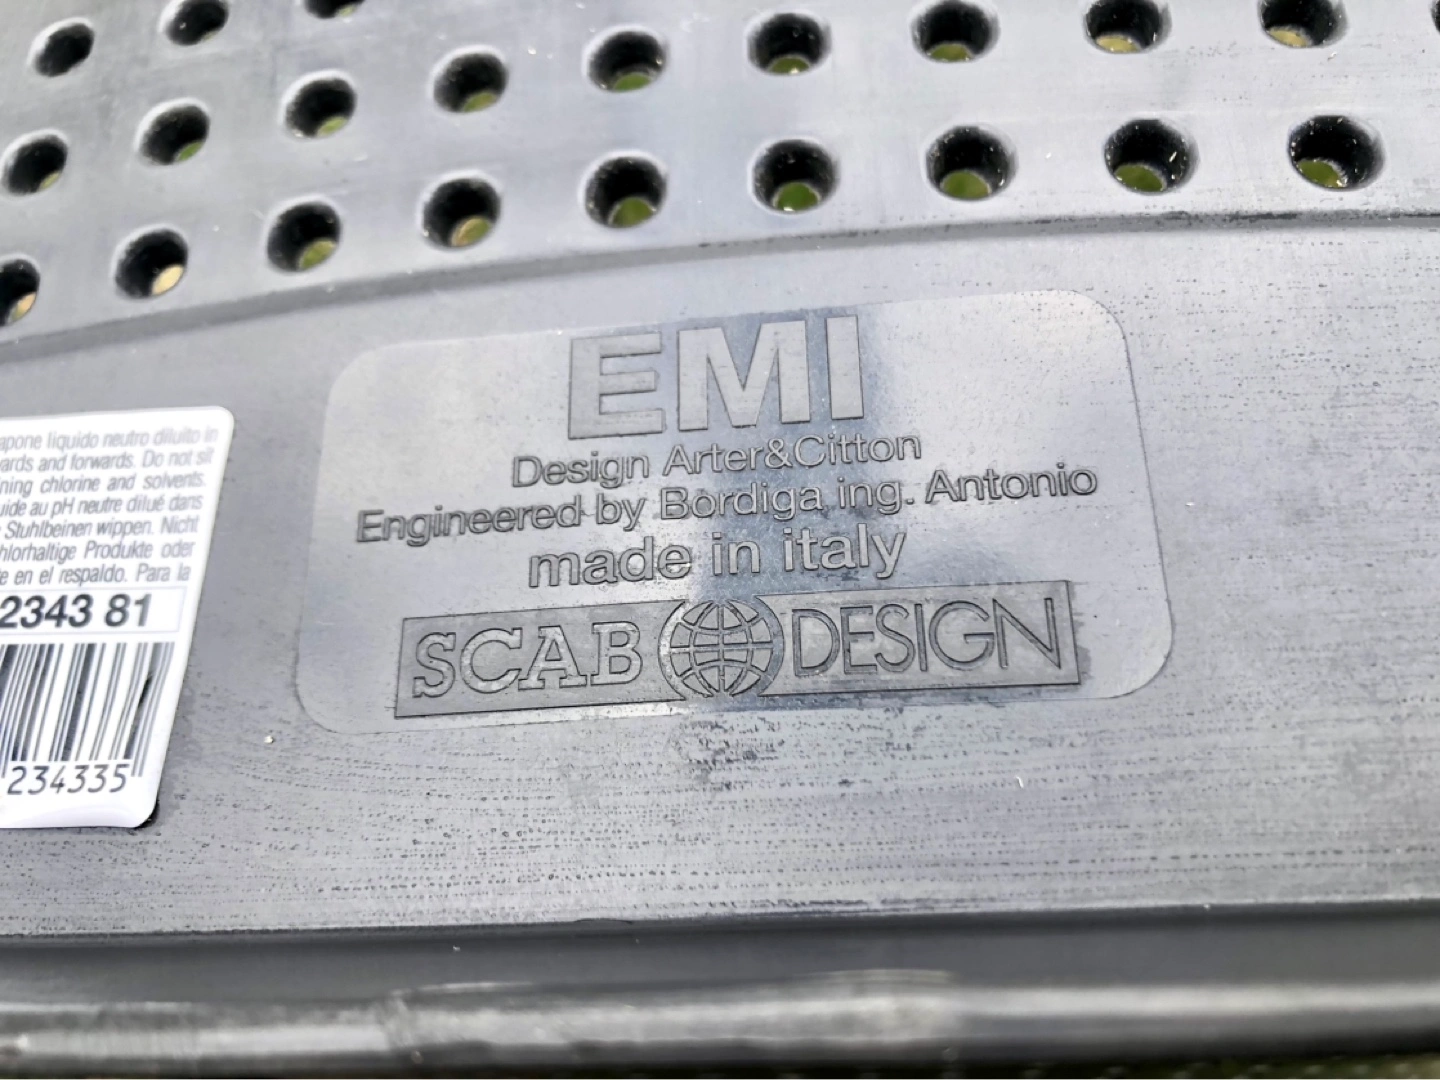 apone liquido neutro diluito in
ards and forwards. Do not sit
ning chlorine and solvents.
uide au pH neutre dilué dans
Stuhlbeinen wippen. Nicht
hlorhaltige Produkte oder
e en el respaldo. Para la
2343 81
234335
EMI
Design Arter&Citton
Engineered by Bordiga ing. Antonio
made in italy
SCAB DESIGN